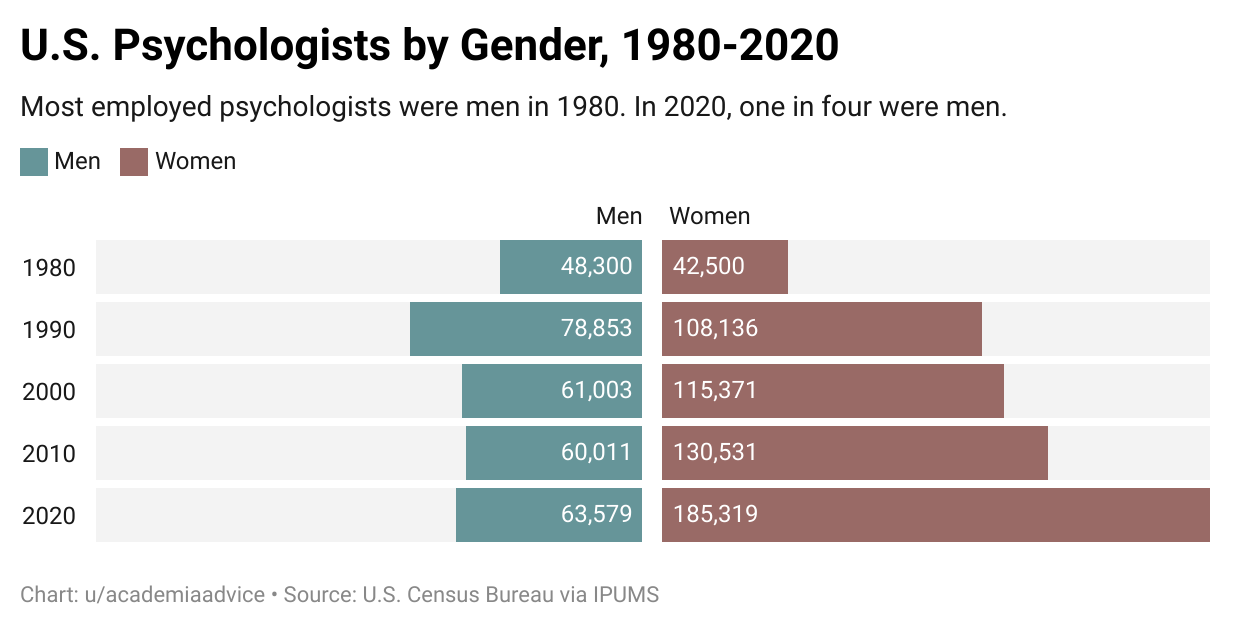 U.S. Psychologists by Gender, 1980-2020
Most employed psychologists were men in 1980. In 2020, one in four were men.
Men Women
Men Women
1980 48,300 42,500
1990 78,853 108,136
2000 61,003 115,371
2010 60,011 130,531
2020 63,579 185,319
Chart: u/academiaadvice • Source: U.S. Census Bureau via IPUMS